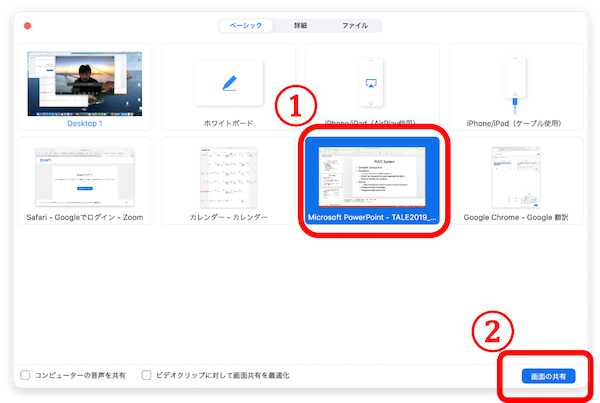 ベーシック
詳細
ファイル
Desktop 1
ホワイトボード
iPhone/iPad（AirPlay使用）
iPhone/iPad（ケーブル使用）
①
zoom
PVCC System
Safari - Googleでログイン - Zoom
カレンダー - カレンダー
Microsoft PowerPoint - TALE2019_...
Google Chrome - Google 翻訳
②
コンピューターの音声を共有
ビデオクリップに対して画面共有を最適化
画面の共有